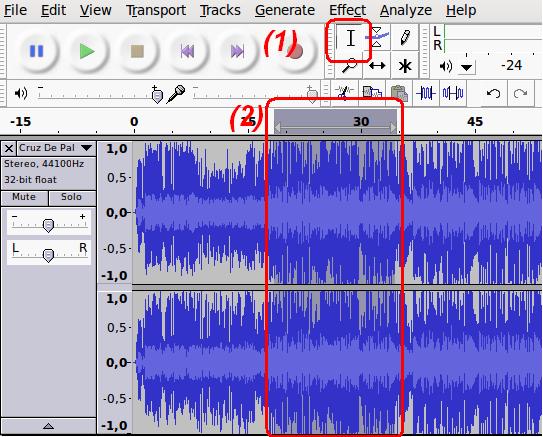 File Edit View Transport Tracks Generate Effect Analyze Help
(1)
L
R
-24
(2)
-15 0 15 30 45
Cruz De Pal
Stereo, 44100Hz
32-bit float
Mute Solo
- +
L R
1,0
0,5-
0,0-
-0,5-
-1,0
1,0
0,5-
0,0-
-0,5-
-1,0